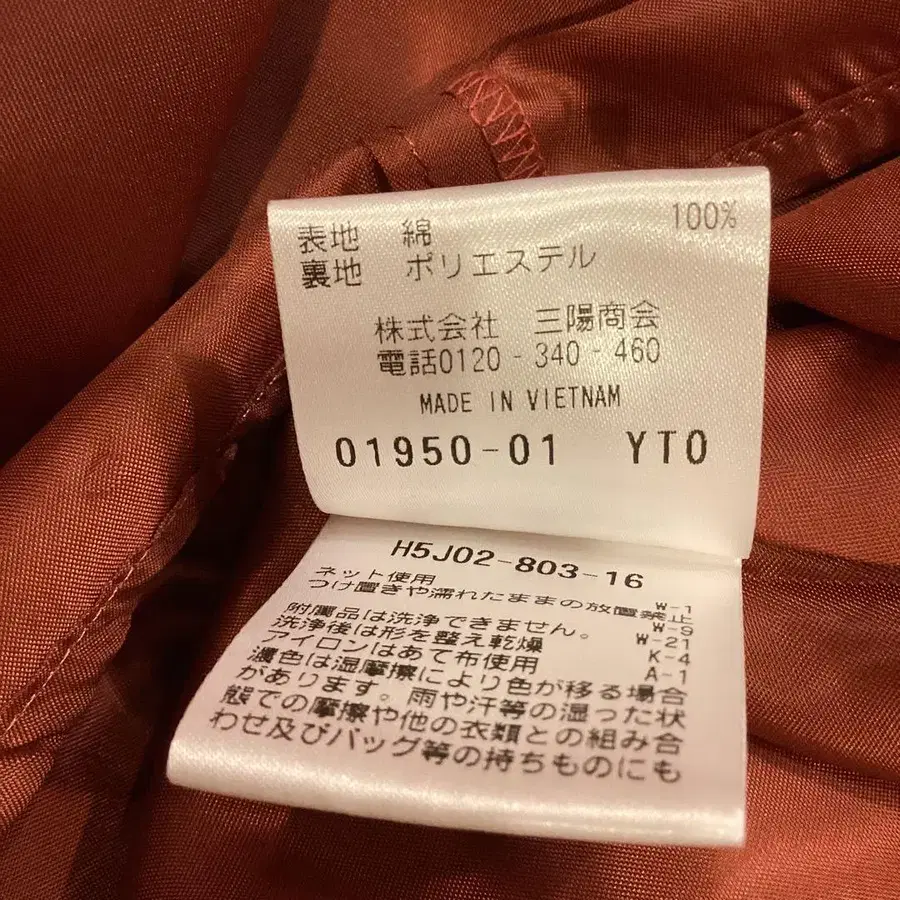 表地 綿 100%
裏地 ポリエステル
株式会社 三陽商会
電話0120-340-460
MADE IN VIETNAM
01950-01 YTO
H5J02-803-16
ネット使用 W-1
つけ置きや濡れたままの放置禁止 W-9
附属品は洗浄できません。 W-21
洗浄後は形を整え乾燥 K-4
アイロンはあて布使用 A-1
濃色は湿摩擦により色が移る場合
があります。雨や汗等の湿った状
態での摩擦や他の衣類との組み合
わせ及びバッグ等の持ちものにも